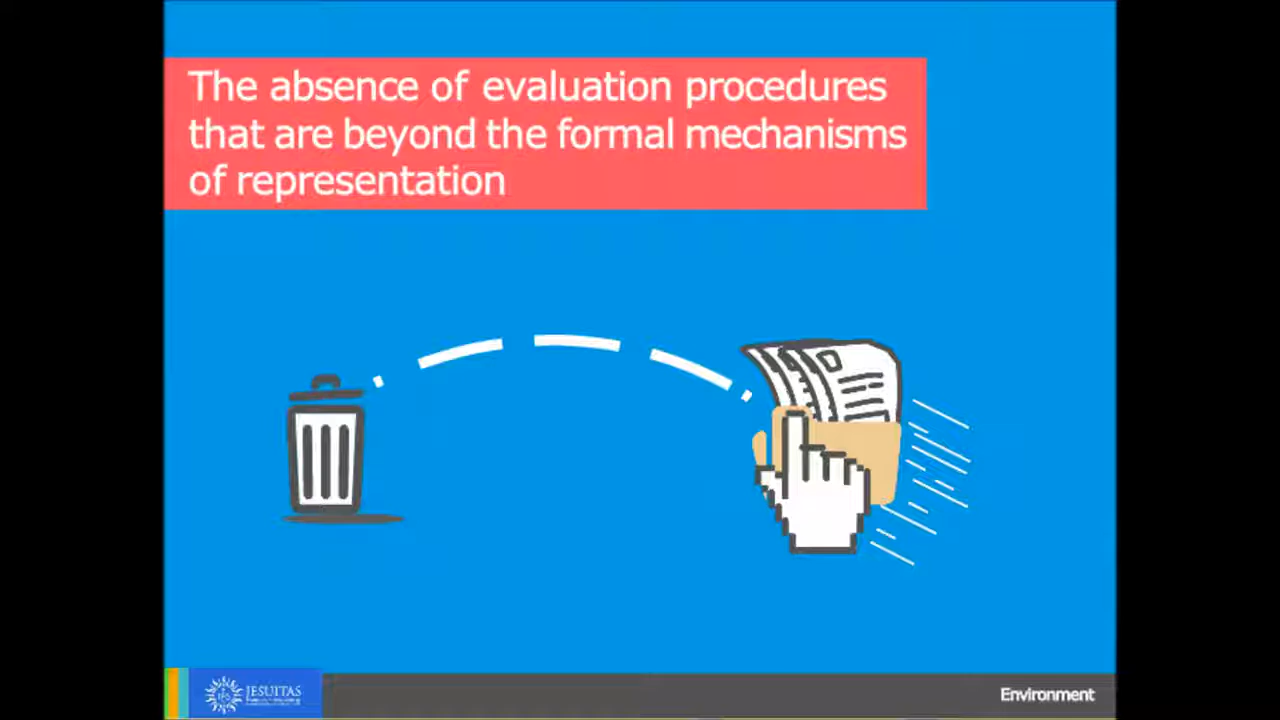 The absence of evaluation procedures
that are beyond the formal mechanisms
of representation
JESUITAS
Environment